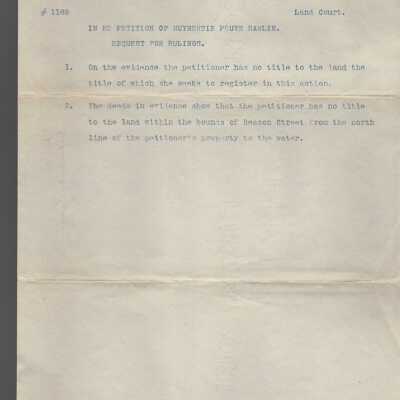 # 1169 Land Court.
IN RE PETITION OF HUYBERTIE PRUYN HAMLIN.
REQUEST FOR RULINGS.
1. On the evidence the petitioner has no title to the land the
title of which she seeks to register in this action.
2. The deeds in evidence show that the petitioner has no title
to the land within the bounds of Beacon Street from the north
line of the petitioner's property to the water.